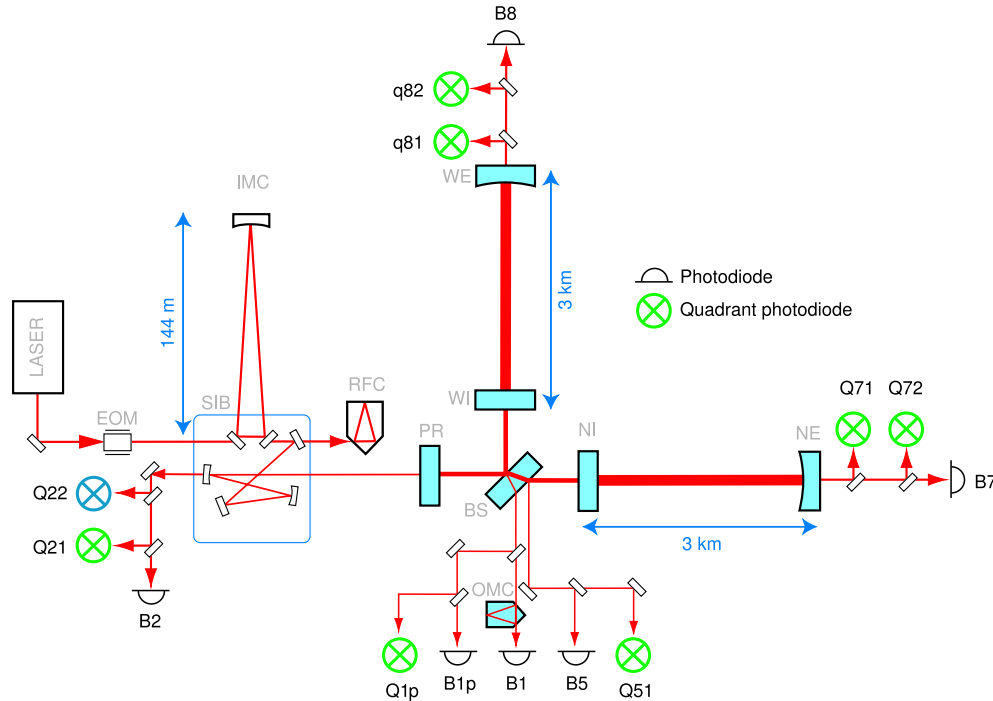 B8
q82
q81
WE
IMC
3 km
144 m
Photodiode
Quadrant photodiode
LASER
EOM
SIB
RFC
WI
PR
NI
Q71
Q72
NE
B7
Q22
Q21
B2
BS
3 km
OMC
Q1p
B1p
B1
B5
Q51